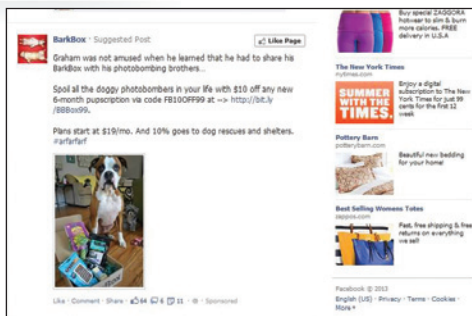 BarkBox · Suggested Post
Like Page
Graham was not amused when he learned that he had to share his
BarkBox with his photobombing brothers...
Spoil all the doggy photobombers in your life with $10 off any new
6-month pupscription via code FB10OFF99 at --> http://bit.ly
/BBBox99.
Plans start at $19/mo. And 10% goes to dog rescues and shelters.
#arfarfarf
Like · Comment · Share · 64 6 11 · Sponsored
Buy special ZAGGORA
hotwear to slim & burn
more calories. FREE
delivery in U.S.A
The New York Times
nytimes.com
SUMMER
WITH THE
TIMES.
Enjoy a digital
subscription to The New
York Times for just 99
cents for the first 12
week
Pottery Barn
potterybarn.com
Beautiful new bedding
for your home!
Best Selling Womens Totes
zappos.com
Fast, free shipping & free
returns on everything
we sell!
Facebook © 2013
English (US) · Privacy · Terms · Cookies ·
More